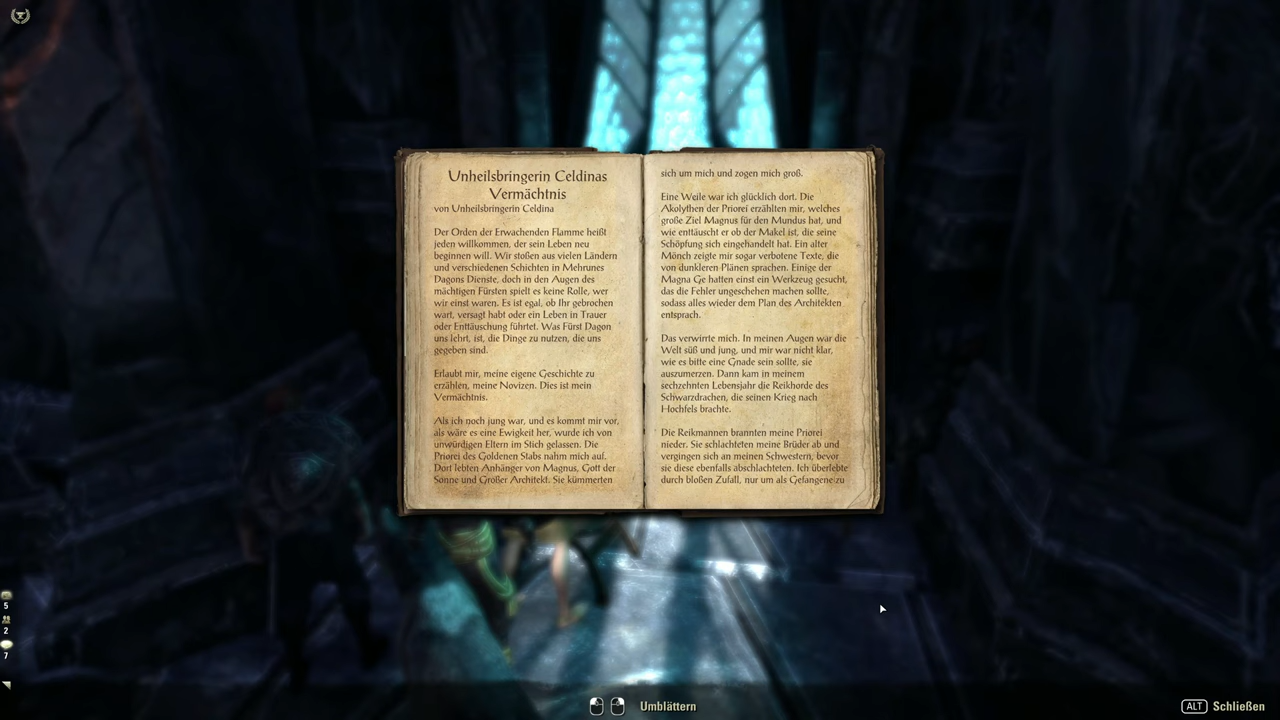 Unheilsbringerin Celdinas
Vermächtnis
von Unheilsbringerin Celdina
Der Orden der Erwachenden Flamme heißt
jeden willkommen, der sein Leben neu
beginnen will. Wir stoßen aus vielen Ländern
und verschiedenen Schichten in Mehrunes
Dagons Dienste, doch in den Augen des
mächtigen Fürsten spielt es keine Rolle, wer
wir einst waren. Es ist egal, ob Ihr gebrochen
wart, versagt habt oder ein Leben in Trauer
oder Enttäuschung führtet. Was Fürst Dagon
uns lehrt, ist, die Dinge zu nutzen, die uns
gegeben sind.
Erlaubt mir, meine eigene Geschichte zu
erzählen, meine Novizen. Dies ist mein
Vermächtnis.
Als ich noch jung war, und es kommt mir vor,
als wäre es eine Ewigkeit her, wurde ich von
unwürdigen Eltern im Stich gelassen. Die
Priorei des Goldenen Stabs nahm mich auf.
Dort lebten Anhänger von Magnus, Gott der
Sonne und Großer Architekt. Sie kümmerten
sich um mich und zogen mich groß.
Eine Weile war ich glücklich dort. Die
Akolythen der Priorei erzählten mir, welches
große Ziel Magnus für den Mundus hat, und
wie enttäuscht er ob der Makel ist, die seine
Schöpfung sich eingehandelt hat. Ein alter
Mönch zeigte mir sogar verbotene Texte, die
von dunkleren Plänen sprachen. Einige der
Magna Ge hatten einst ein Werkzeug gesucht,
das die Fehler ungeschehen machen sollte,
sodass alles wieder dem Plan des Architekten
entsprach.
Das verwirrte mich. In meinen Augen war die
Welt süß und jung, und mir war nicht klar,
wie es bitte eine Gnade sein sollte, sie
auszumerzen. Dann kam in meinem
sechzehnten Lebensjahr die Reikhorde des
Schwarzdrachen, die seinen Krieg nach
Hochfels brachte.
Die Reikmannen brannten meine Priorei
nieder. Sie schlachteten meine Brüder ab und
vergingen sich an meinen Schwestern, bevor
sie diese ebenfalls abschlachteten. Ich überlebte
durch bloßen Zufall, nur um als Gefangene zu
5
2
7
Umblättern
ALT Schließen